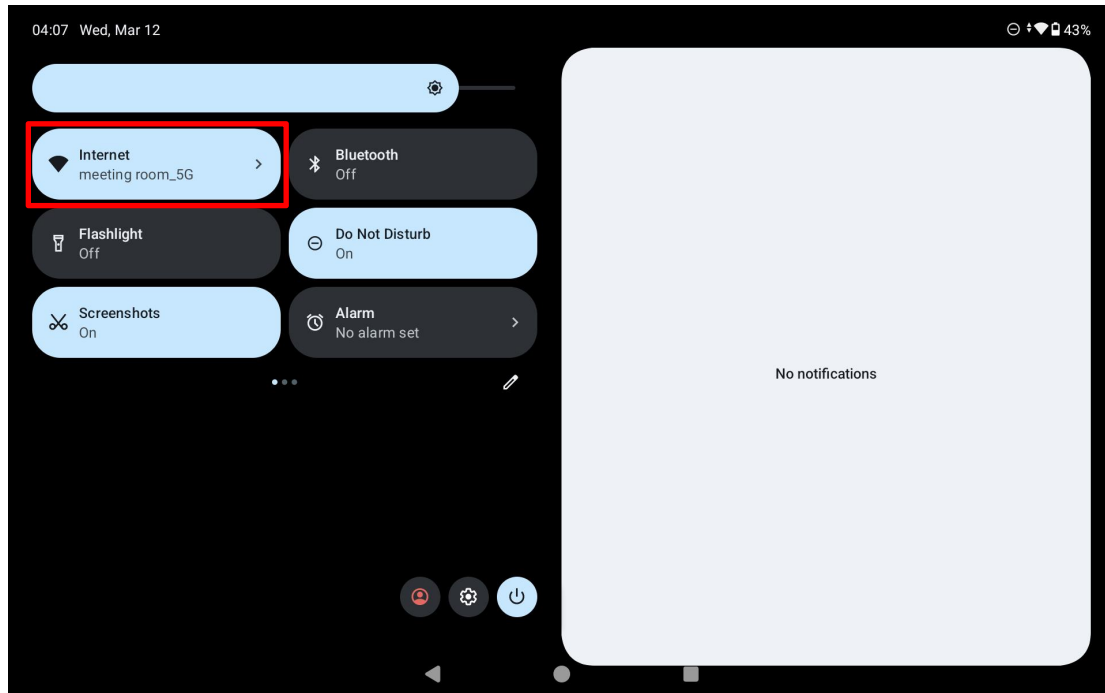 04:07 Wed, Mar 12
43%
Internet
meeting room_5G
Bluetooth
Off
Flashlight
Off
Do Not Disturb
On
Screenshots
On
Alarm
No alarm set
No notifications